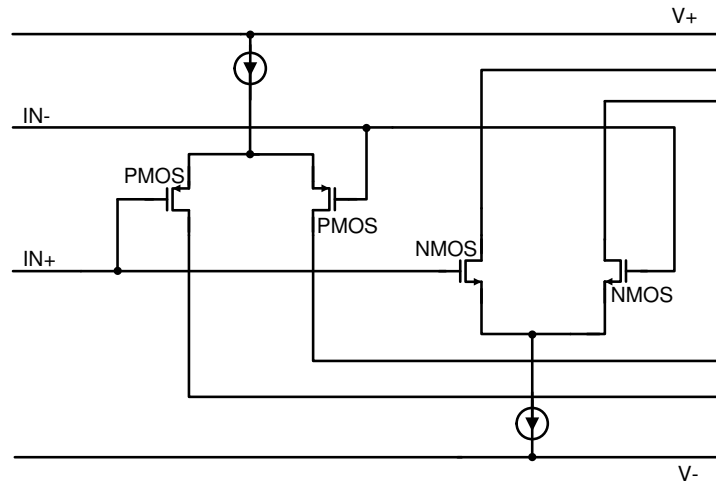 V+
IN-
PMOS
PMOS
NMOS
IN+
NMOS
V-